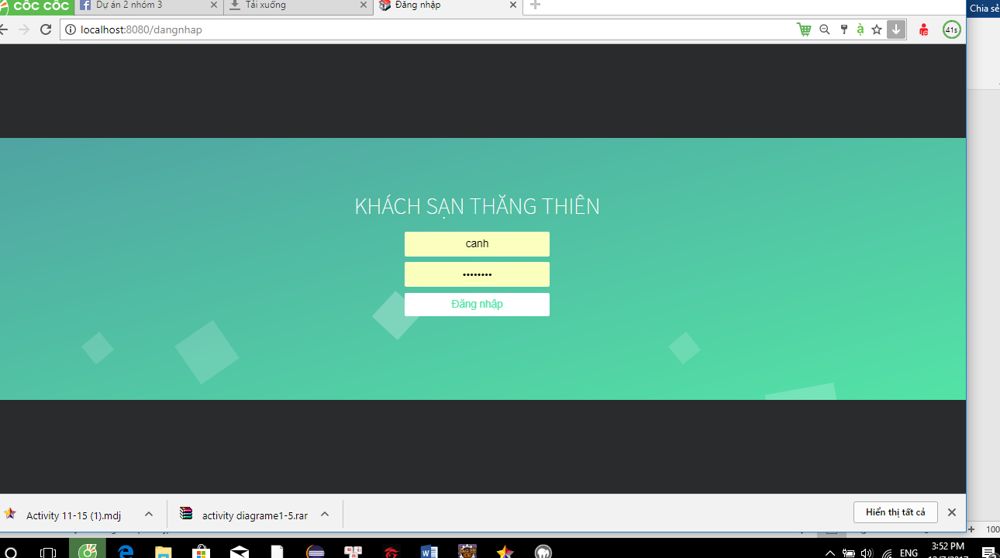 CỐC CỐC
Dự án 2 nhóm 3
Tải xuống
Đăng nhập
Chia sẻ
localhost:8080/dangnhap
41s
KHÁCH SẠN THĂNG THIÊN
canh
••••••••
Đăng nhập
Activity 11-15 (1).mdj
activity diagrame1-5.rar
Hiển thị tất cả
100
3:52 PM
ENG